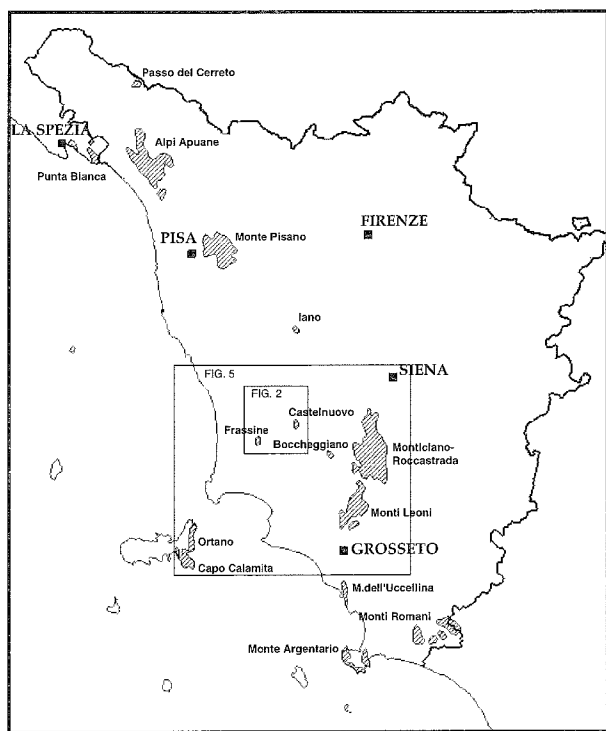 Passo del Cerreto
LA SPEZIA
Alpi Apuane
Punta Bianca
FIRENZE
PISA
Monte Pisano
Iano
FIG. 5
SIENA
FIG. 2
Castelnuovo
Frassine
Boccheggiano
Monticiano-
Roccastrada
Monti Leoni
Ortano
GROSSETO
Capo Calamita
M.dell'Uccellina
Monti Romani
Monte Argentario